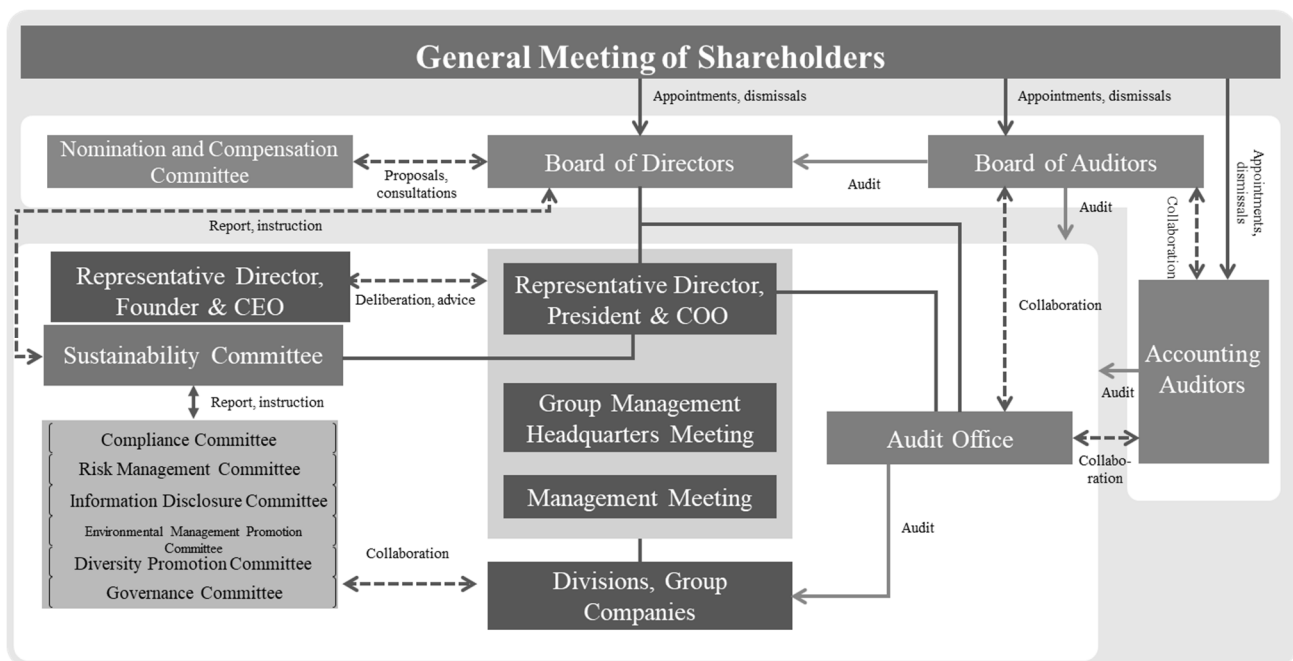 General Meeting of Shareholders
Appointments, dismissals
Appointments, dismissals
Appointments,
dismissals
Nomination and Compensation
Committee
Proposals,
consultations
Board of Directors
Audit
Board of Auditors
Audit
Collaboration
Report, instruction
Representative Director,
Founder & CEO
Deliberation, advice
Representative Director,
President & COO
Collaboration
Sustainability Committee
Accounting
Auditors
Audit
Report, instruction
Group Management
Headquarters Meeting
Audit Office
Collabo-
ration
Compliance Committee
Risk Management Committee
Information Disclosure Committee
Environmental Management Promotion
Committee
Diversity Promotion Committee
Governance Committee
Management Meeting
Audit
Collaboration
Divisions, Group
Companies